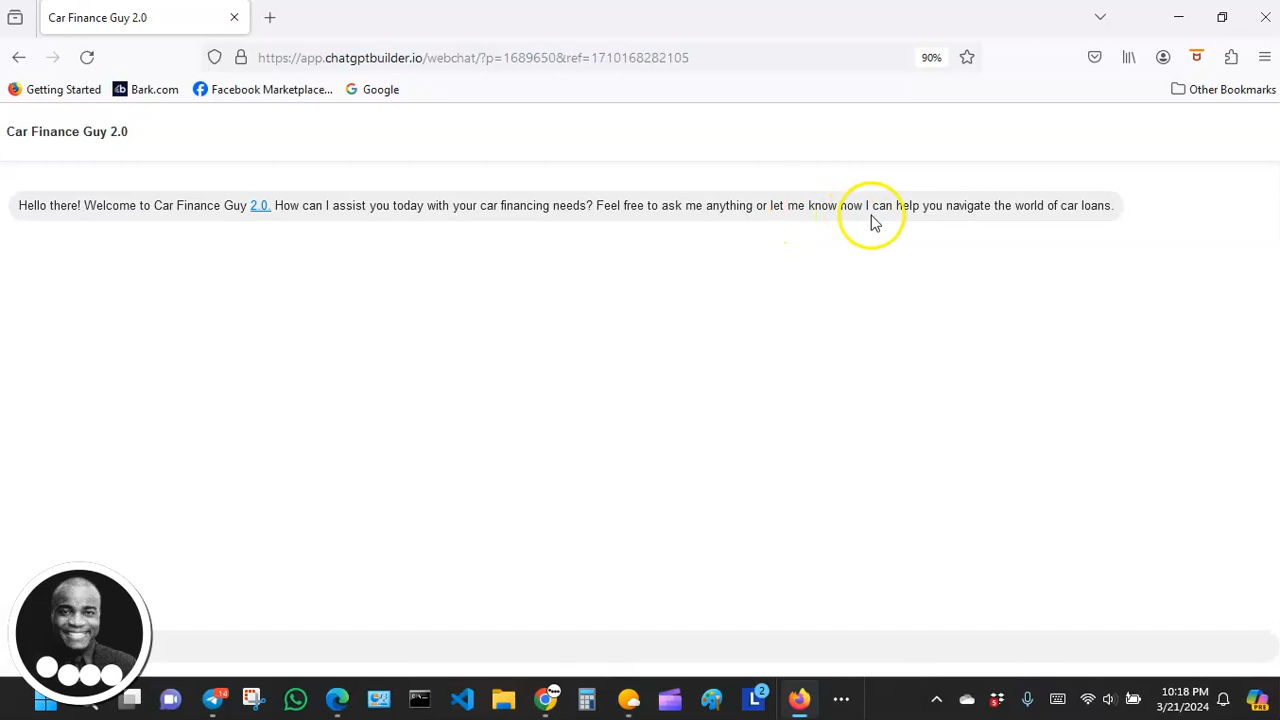 Car Finance Guy 2.0
https://app.chatgptbuilder.io/webchat/?p=1689650&ref=1710168282105
90%
Getting Started
Bark.com
Facebook Marketplace...
Google
Other Bookmarks
Car Finance Guy 2.0
Hello there! Welcome to Car Finance Guy 2.0. How can I assist you today with your car financing needs? Feel free to ask me anything or let me know how I can help you navigate the world of car loans.
14
2
10:18 PM
3/21/2024
PRE